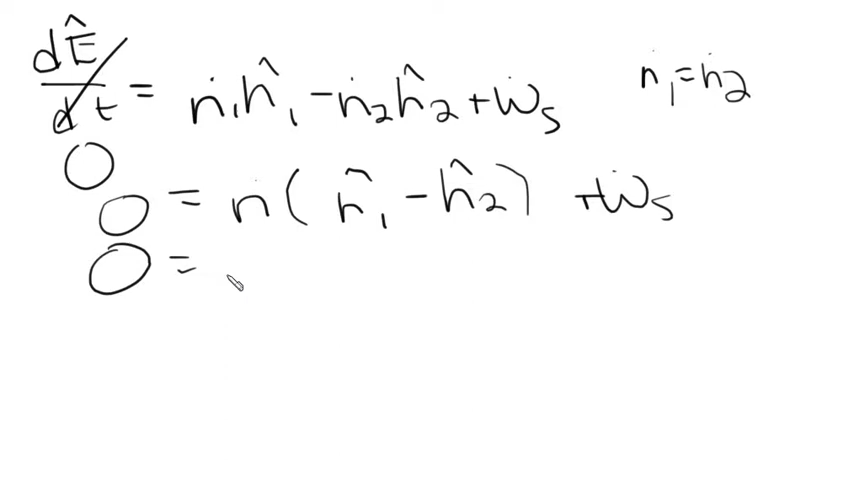 dÊ/dt = ṅ₁ĥ₁ - ṅ₂ĥ₂ + Ẇs    ṅ₁ = ṅ₂
0
0 = ṅ(ĥ₁ - ĥ₂) + Ẇs
0 =